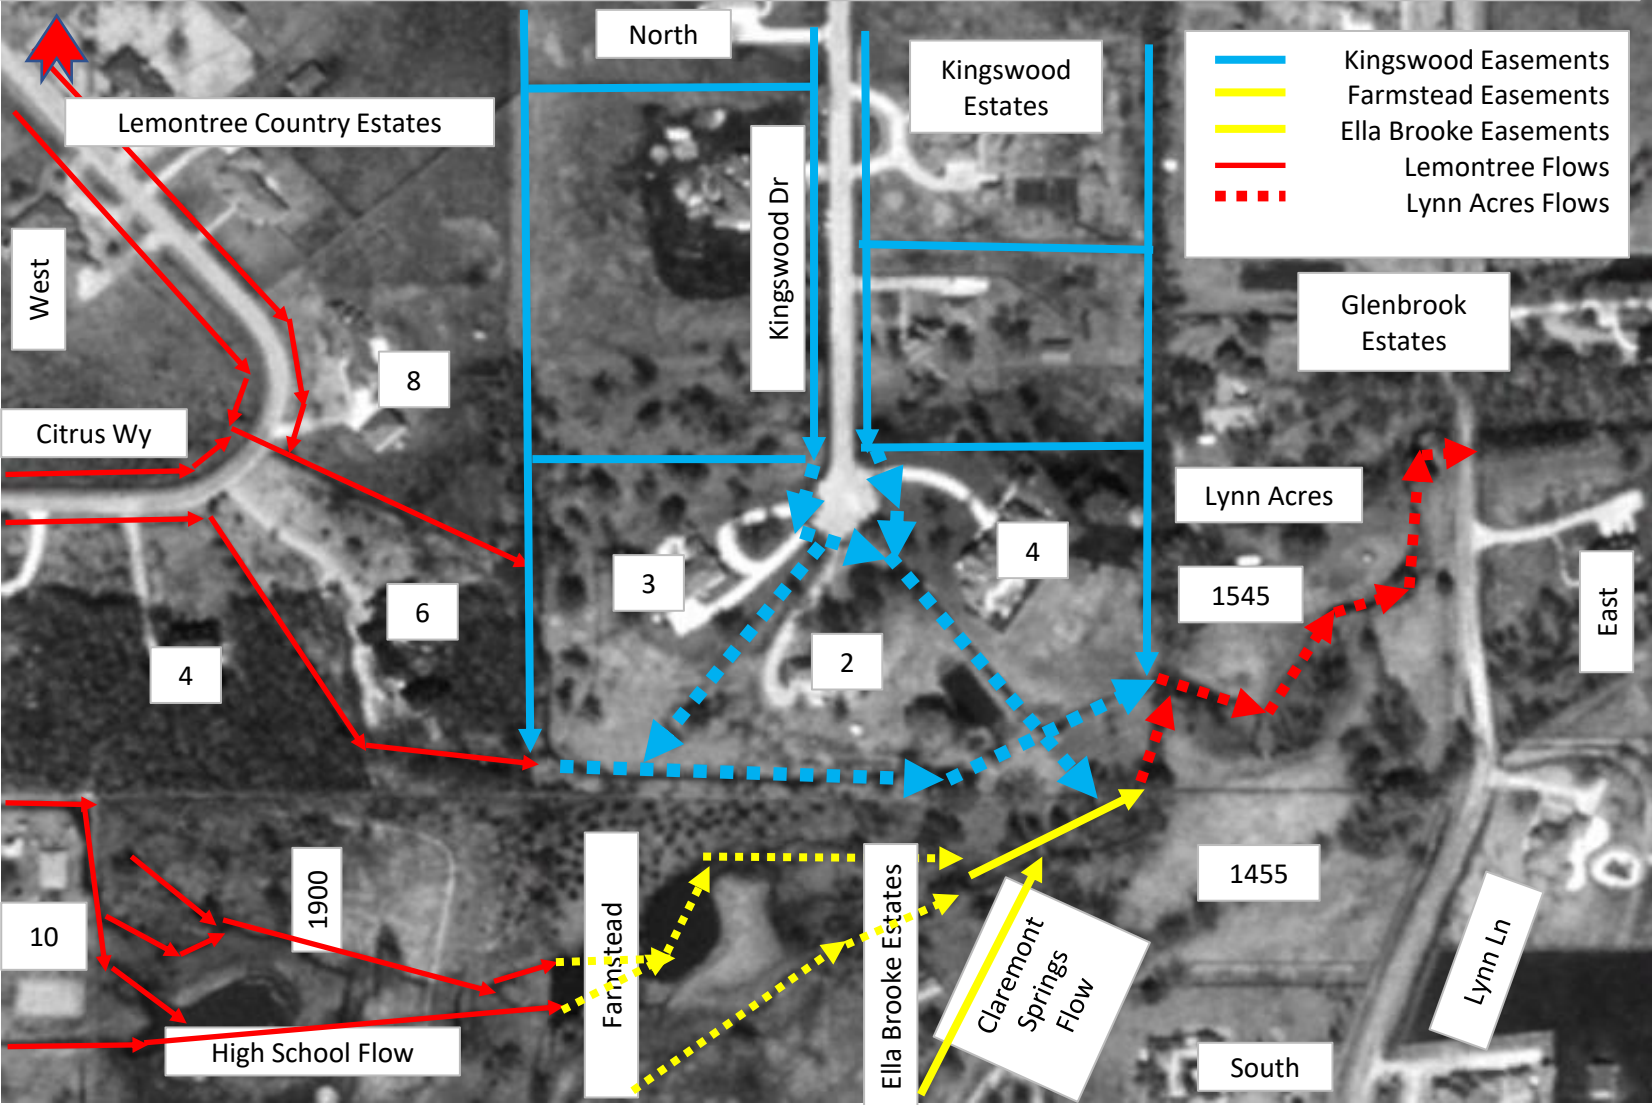 North
Kingswood
Estates
Kingswood Easements
Farmstead Easements
Ella Brooke Easements
Lemontree Flows
Lynn Acres Flows
Lemontree Country Estates
Kingswood Dr
West
Glenbrook
Estates
8
Citrus Wy
Lynn Acres
3
4
1545
East
6
4
2
1900
Farmstead
Ella Brooke Estates
1455
10
Claremont
Springs
Flow
Lynn Ln
High School Flow
South